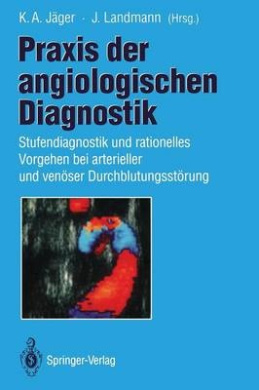 K. A. Jäger · J. Landmann (Hrsg.)
Praxis der
angiologischen
Diagnostik
Stufendiagnostik und rationelles
Vorgehen bei arterieller
und venöser Durchblutungsstörung
Springer-Verlag